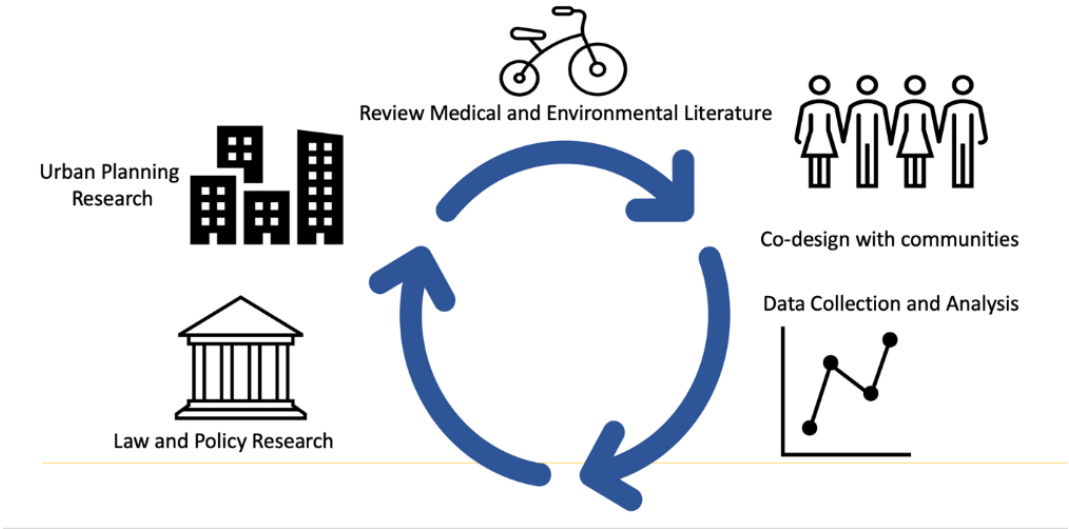 Review Medical and Environmental Literature
Urban Planning
Research
Co-design with communities
Data Collection and Analysis
Law and Policy Research